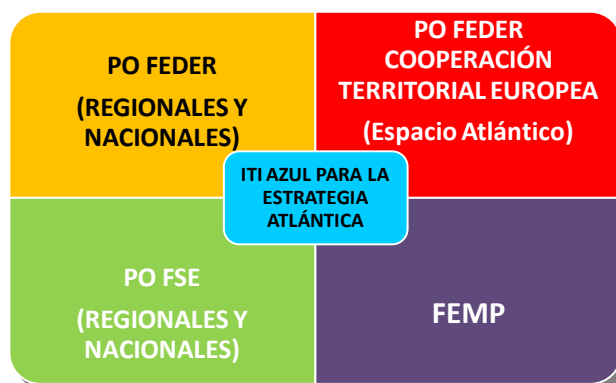 PO FEDER
(REGIONALES Y
NACIONALES)
PO FEDER
COOPERACIÓN
TERRITORIAL EUROPEA
(Espacio Atlántico)
ITI AZUL PARA LA
ESTRATEGIA
ATLÁNTICA
PO FSE
(REGIONALES Y
NACIONALES)
FEMP